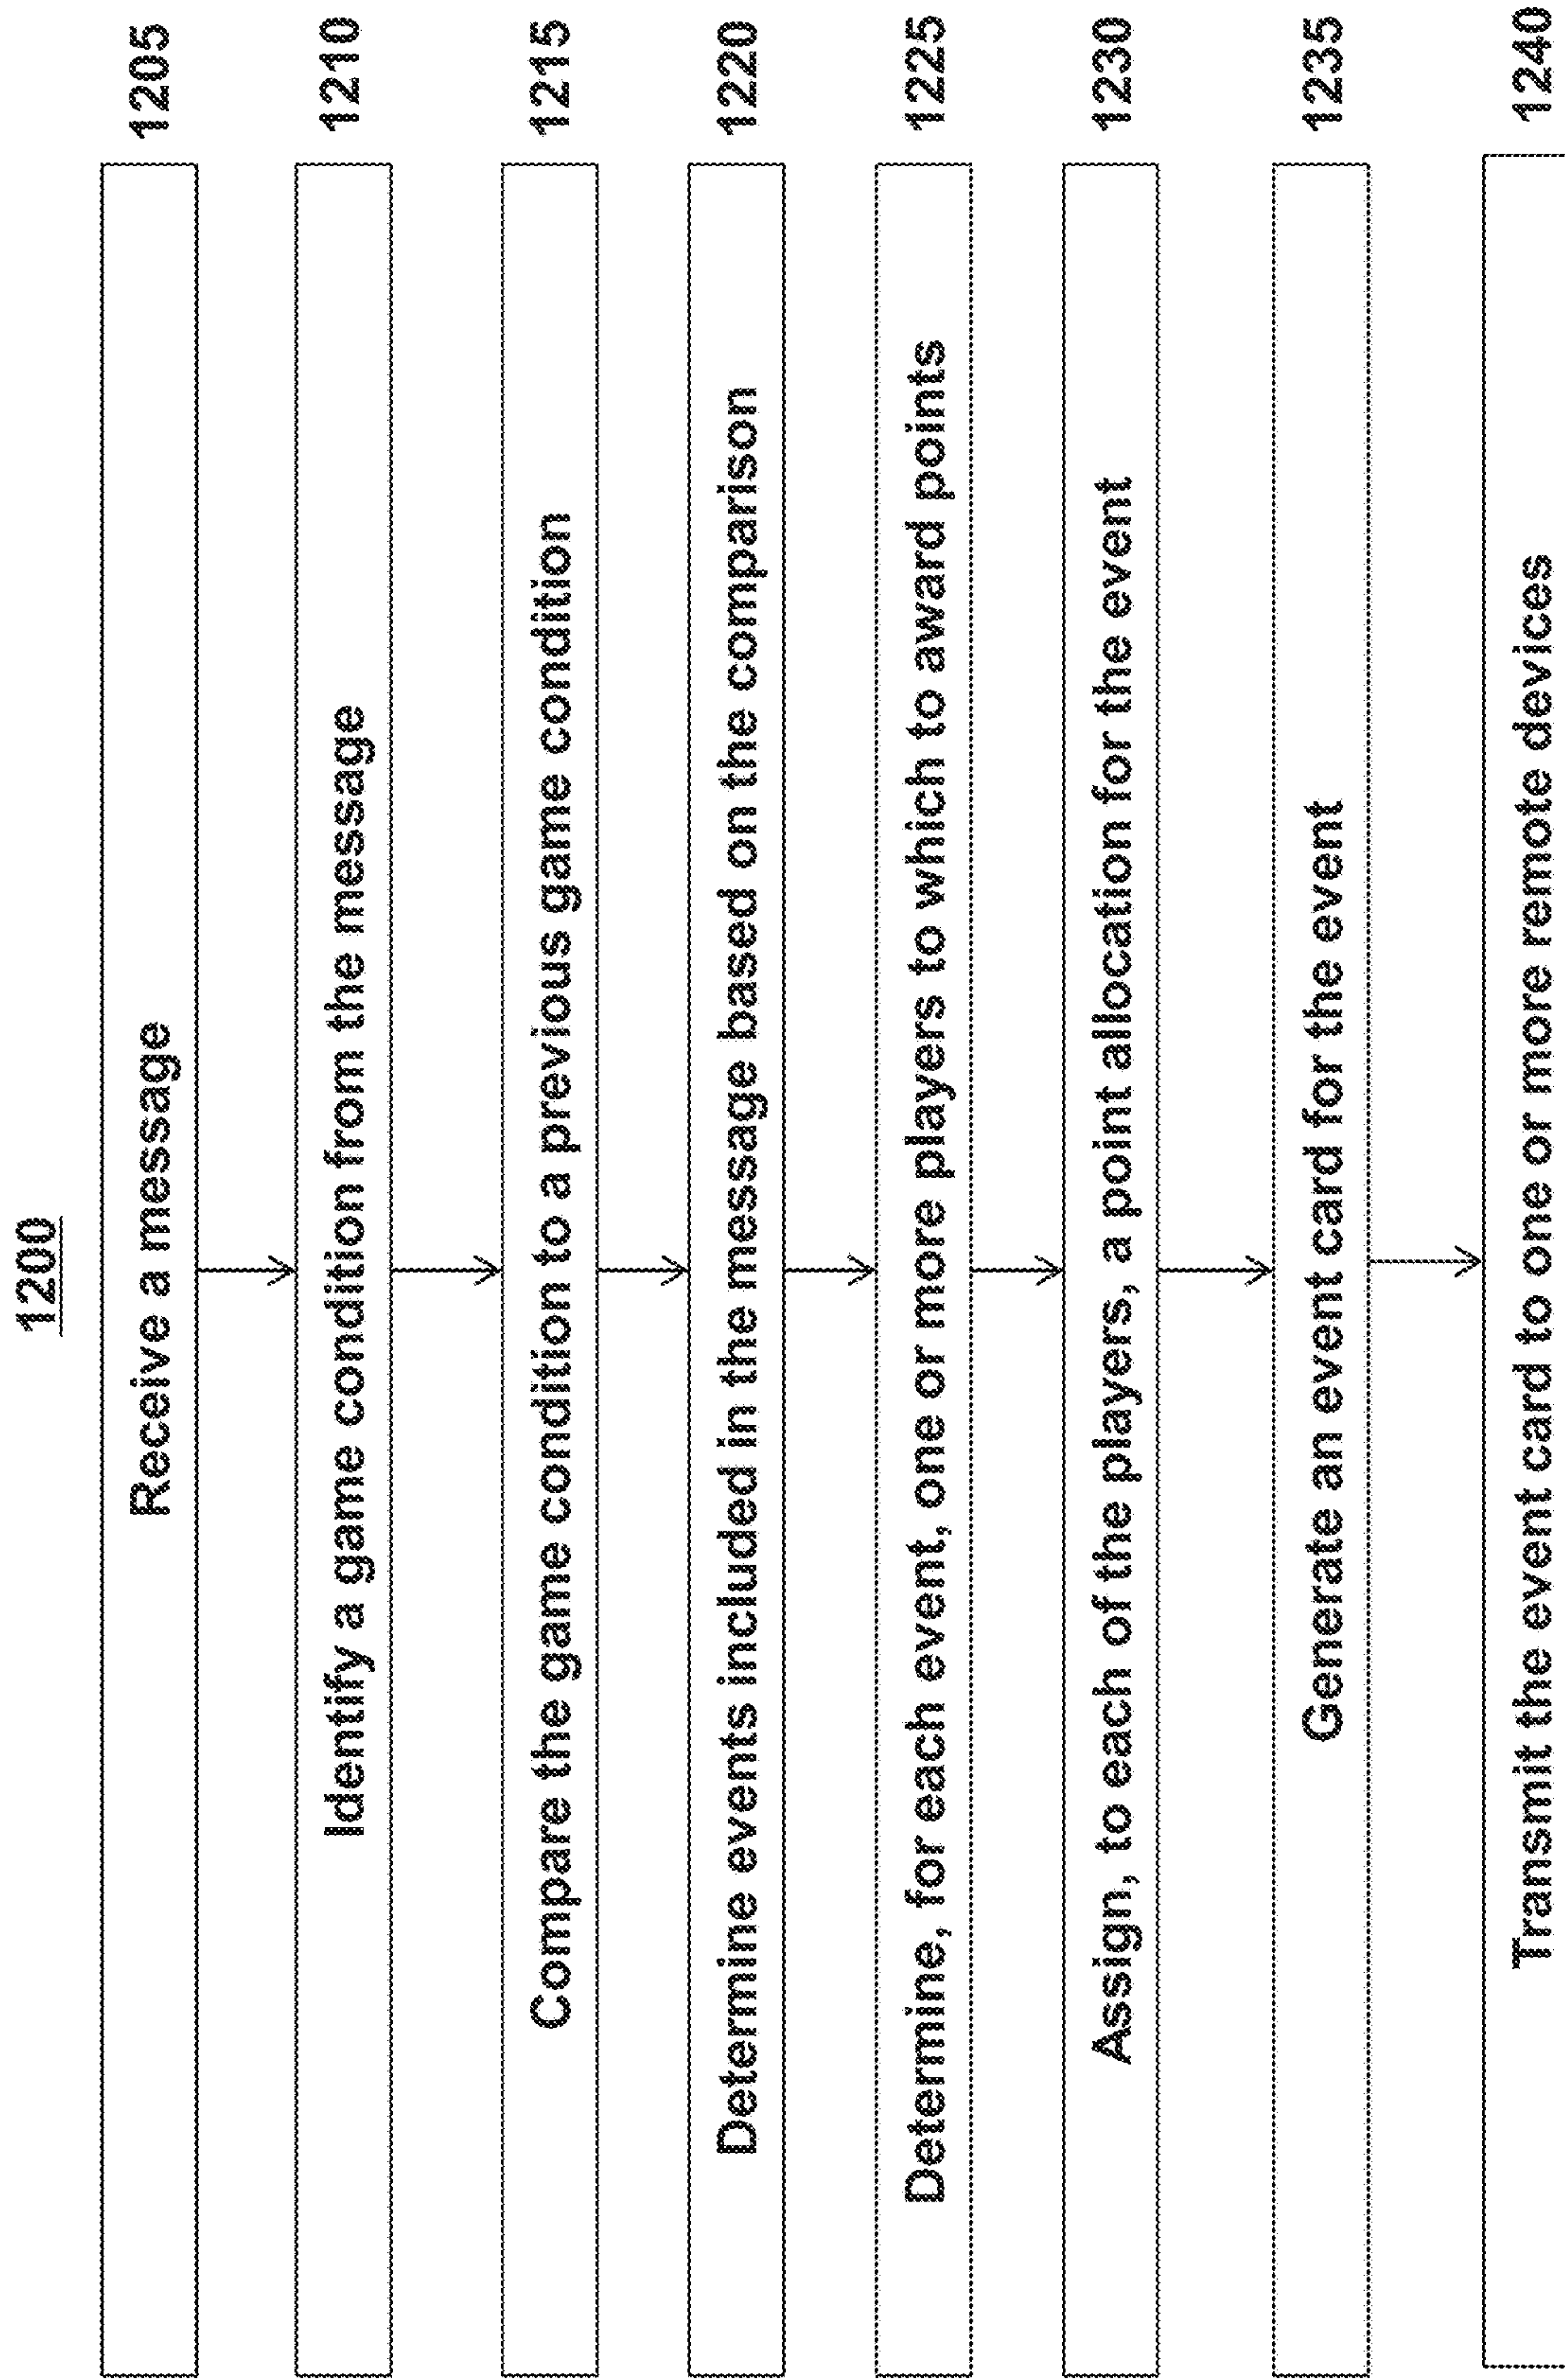 1200
Receive a message 1205
Identify a game condition from the message 1210
Compare the game condition to a previous game condition 1215
Determine events included in the message based on the comparison 1220
Determine, for each event, one or more players to which to award points 1225
Assign, to each of the players, a point allocation for the event 1230
Generate an event card for the event 1235
Transmit the event card to one or more remote devices 1240